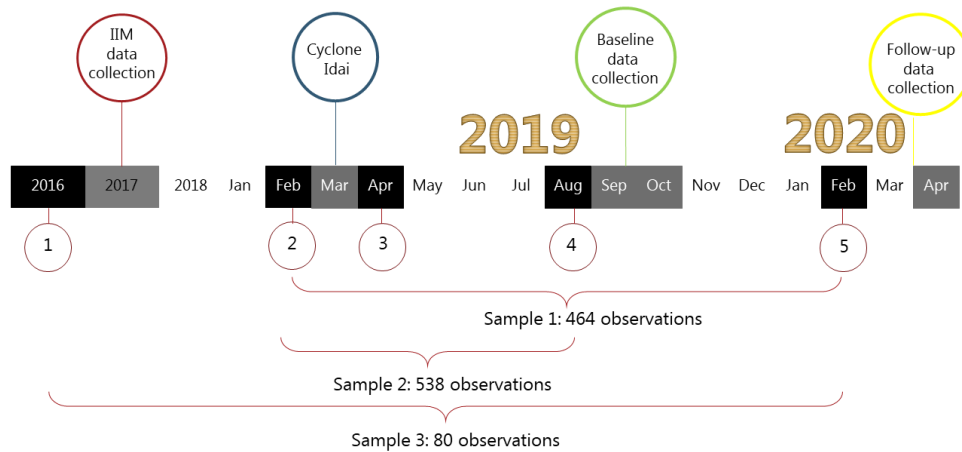 IIM
data
collection
Cyclone
Idai
Baseline
data
collection
Follow-up
data
collection
2019
2020
2016 2017 2018 Jan Feb Mar Apr May Jun Jul Aug Sep Oct Nov Dec Jan Feb Mar Apr
1 2 3 4 5
Sample 1: 464 observations
Sample 2: 538 observations
Sample 3: 80 observations